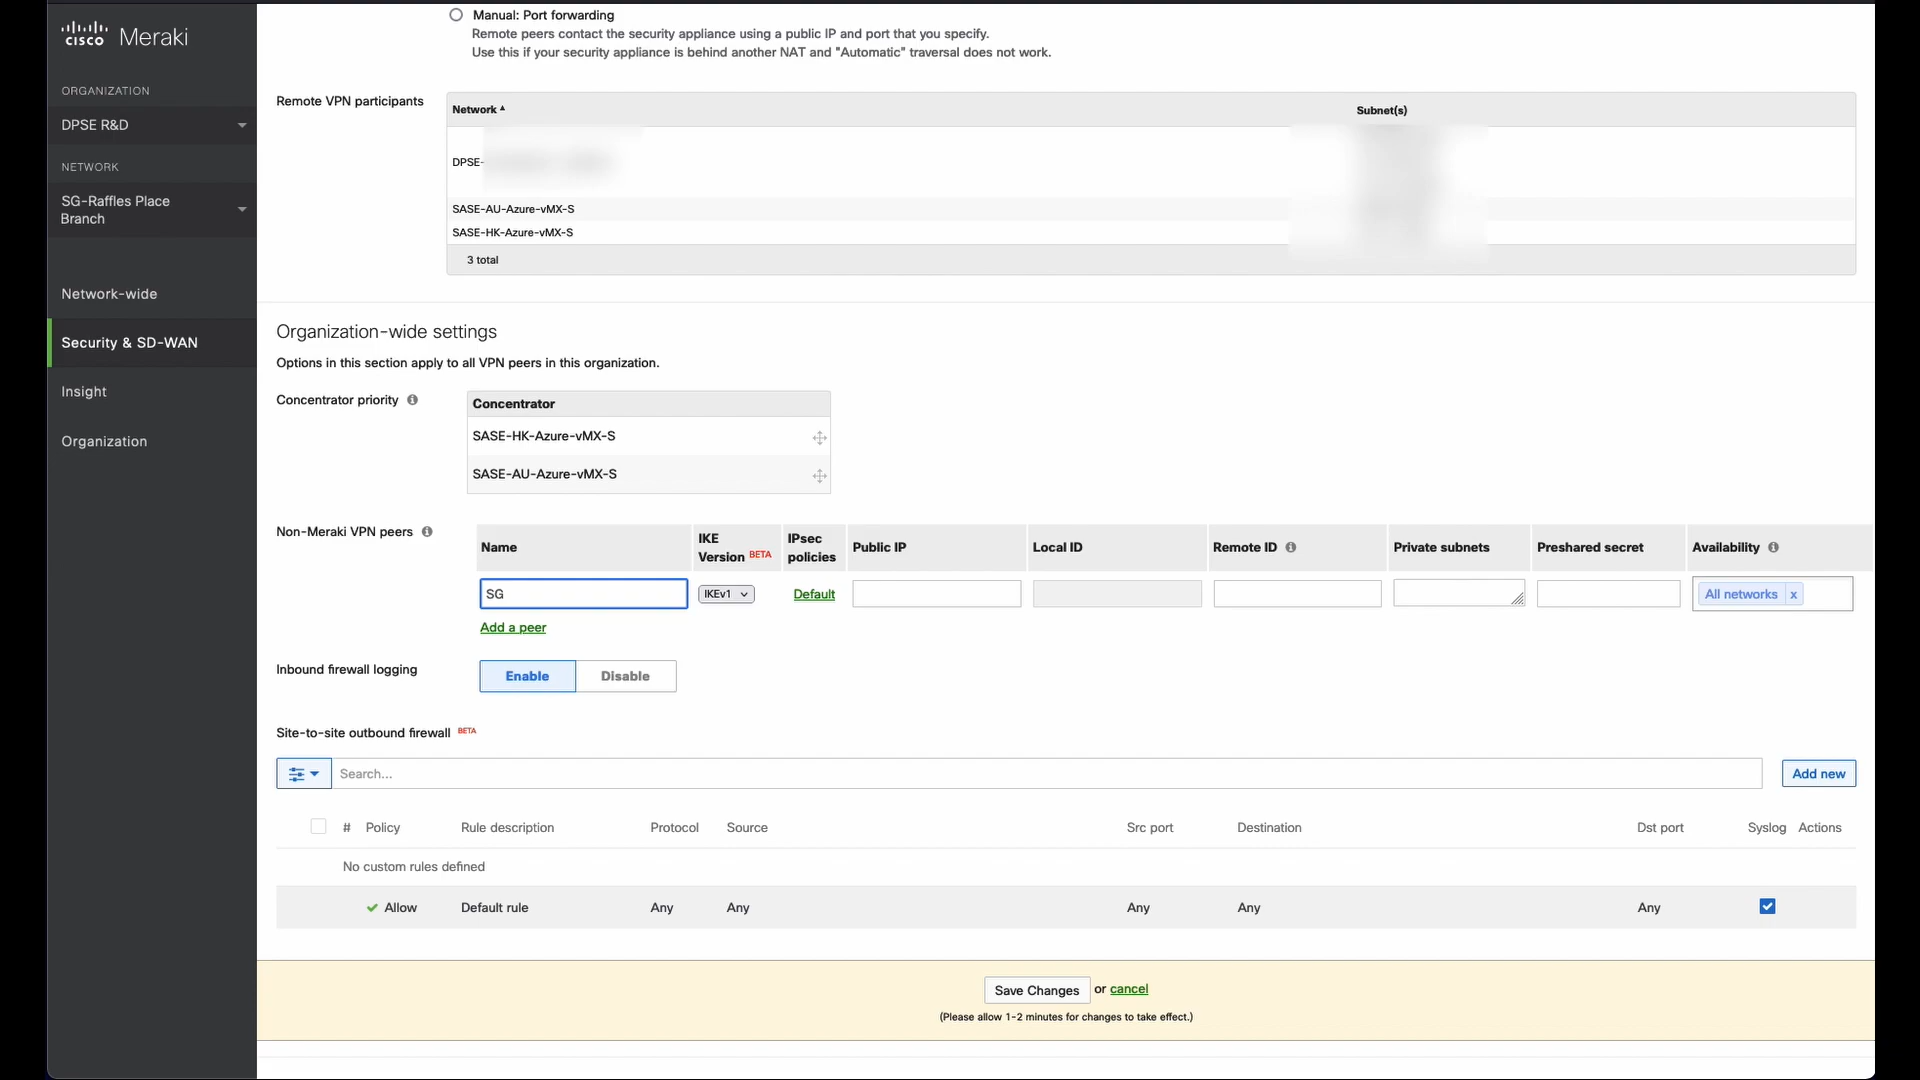 Manual: Port forwarding
Remote peers contact the security appliance using a public IP and port that you specify.
Use this if your security appliance is behind another NAT and "Automatic" traversal does not work.
cisco Meraki
ORGANIZATION
DPSE R&D
NETWORK
SG-Raffles Place
Branch
Network-wide
Security & SD-WAN
Insight
Organization
Remote VPN participants
Network Subnet(s)
DPSE-
SASE-AU-Azure-vMX-S
SASE-HK-Azure-vMX-S
3 total
Organization-wide settings
Options in this section apply to all VPN peers in this organization.
Concentrator priority
Concentrator
SASE-HK-Azure-vMX-S
SASE-AU-Azure-vMX-S
Non-Meraki VPN peers
Name IKE Version BETA IPsec policies Public IP Local ID Remote ID Private subnets Preshared secret Availability
SG IKEv1 Default All networks x
Add a peer
Inbound firewall logging
Enable Disable
Site-to-site outbound firewall BETA
Search... Add new
# Policy Rule description Protocol Source Src port Destination Dst port Syslog Actions
No custom rules defined
Allow Default rule Any Any Any Any Any
Save Changes or cancel
(Please allow 1-2 minutes for changes to take effect.)